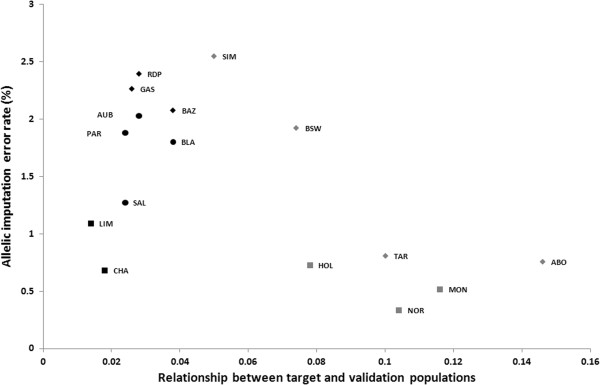 3
SIM
RDP
2.5
GAS
AUB
BAZ
2
BSW
PAR
BLA
1.5
SAL
LIM
1
TAR
ABO
HOL
CHA
MON
0.5
NOR
0
0 0.02 0.04 0.06 0.08 0.1 0.12 0.14 0.16
Allelic imputation error rate (%)
Relationship between target and validation populations